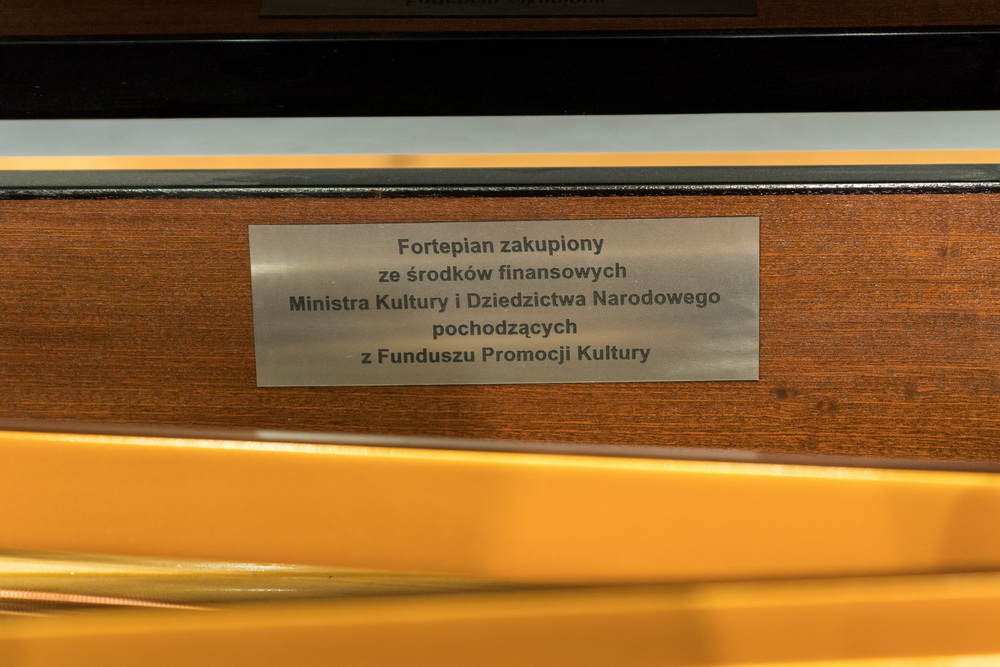 Fortepian zakupiony
ze środków finansowych
Ministra Kultury i Dziedzictwa Narodowego
pochodzących
z Funduszu Promocji Kultury